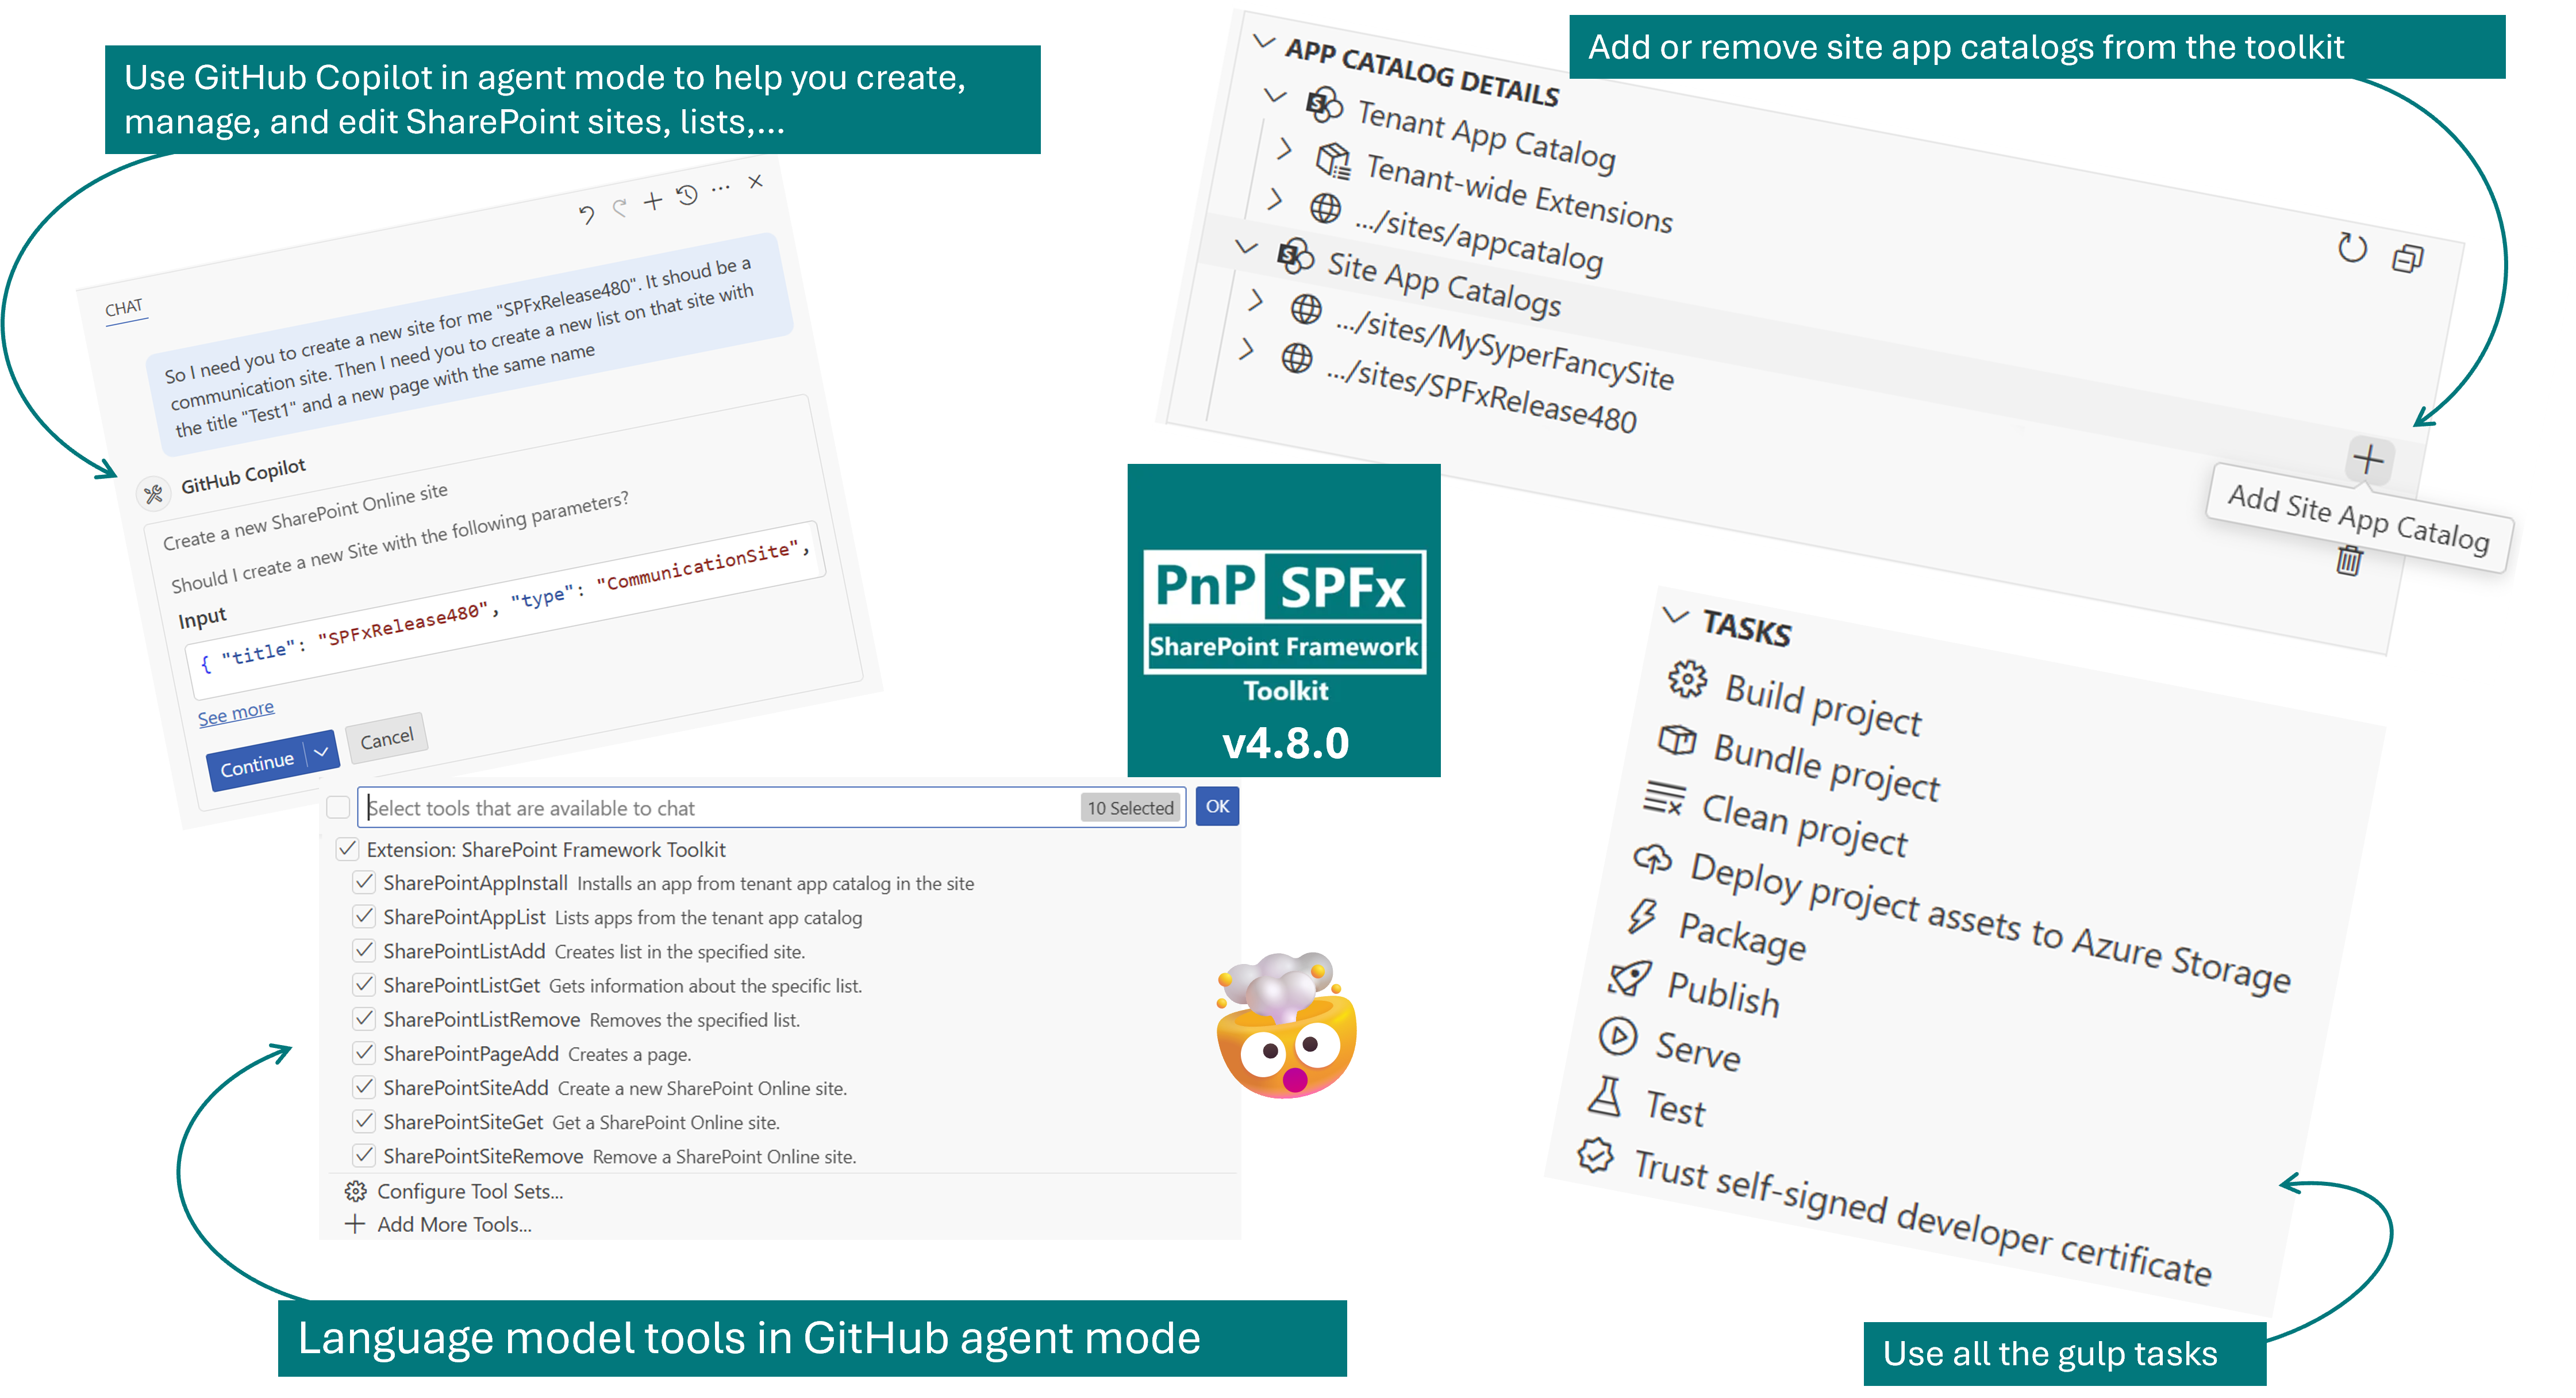 Use GitHub Copilot in agent mode to help you create,
manage, and edit SharePoint sites, lists,...
CHAT
So I need you to create a new site for me "SPFxRelease480". It shoud be a
communication site. Then I need you to create a new list on that site with
the title "Test1" and a new page with the same name
GitHub Copilot
Create a new SharePoint Online site
Should I create a new Site with the following parameters?
Input
{ "title": "SPFxRelease480", "type": "CommunicationSite",
See more
Continue
Cancel
Select tools that are available to chat
10 Selected
OK
Extension: SharePoint Framework Toolkit
SharePointAppInstall Installs an app from tenant app catalog in the site
SharePointAppList Lists apps from the tenant app catalog
SharePointListAdd Creates list in the specified site.
SharePointListGet Gets information about the specific list.
SharePointListRemove Removes the specified list.
SharePointPageAdd Creates a page.
SharePointSiteAdd Create a new SharePoint Online site.
SharePointSiteGet Get a SharePoint Online site.
SharePointSiteRemove Remove a SharePoint Online site.
Configure Tool Sets...
Add More Tools...
Language model tools in GitHub agent mode
PnP SPFx
SharePoint Framework
Toolkit
v4.8.0
Add or remove site app catalogs from the toolkit
APP CATALOG DETAILS
Tenant App Catalog
Tenant-wide Extensions
.../sites/appcatalog
Site App Catalogs
.../sites/MySyperFancySite
.../sites/SPFxRelease480
Add Site App Catalog
TASKS
Build project
Bundle project
Clean project
Deploy project assets to Azure Storage
Package
Publish
Serve
Test
Trust self-signed developer certificate
Use all the gulp tasks